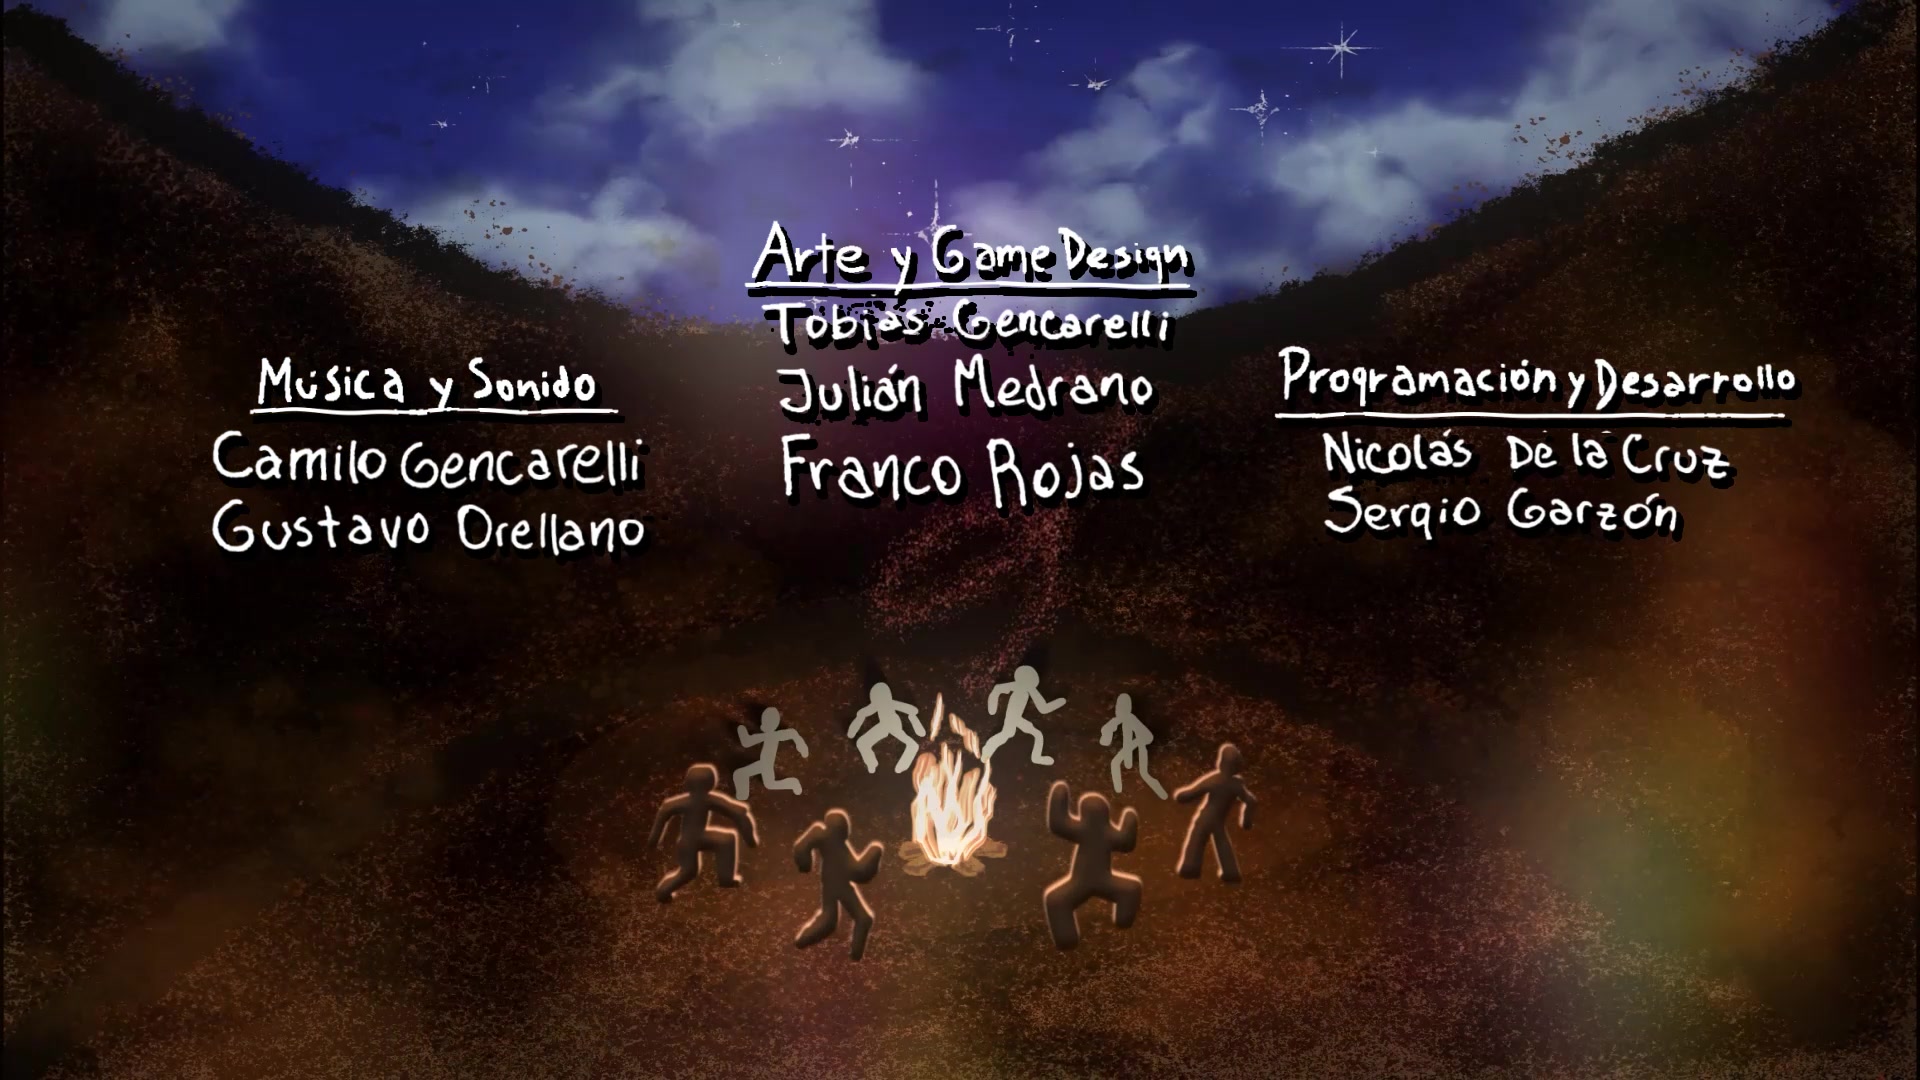 Música y Sonido
Camilo Gencarelli
Gustavo Orellano
Arte y Game Design
Tobías Gencarelli
Julián Medrano
Franco Rojas
Programación y Desarrollo
Nicolás De la Cruz
Sergio Garzón